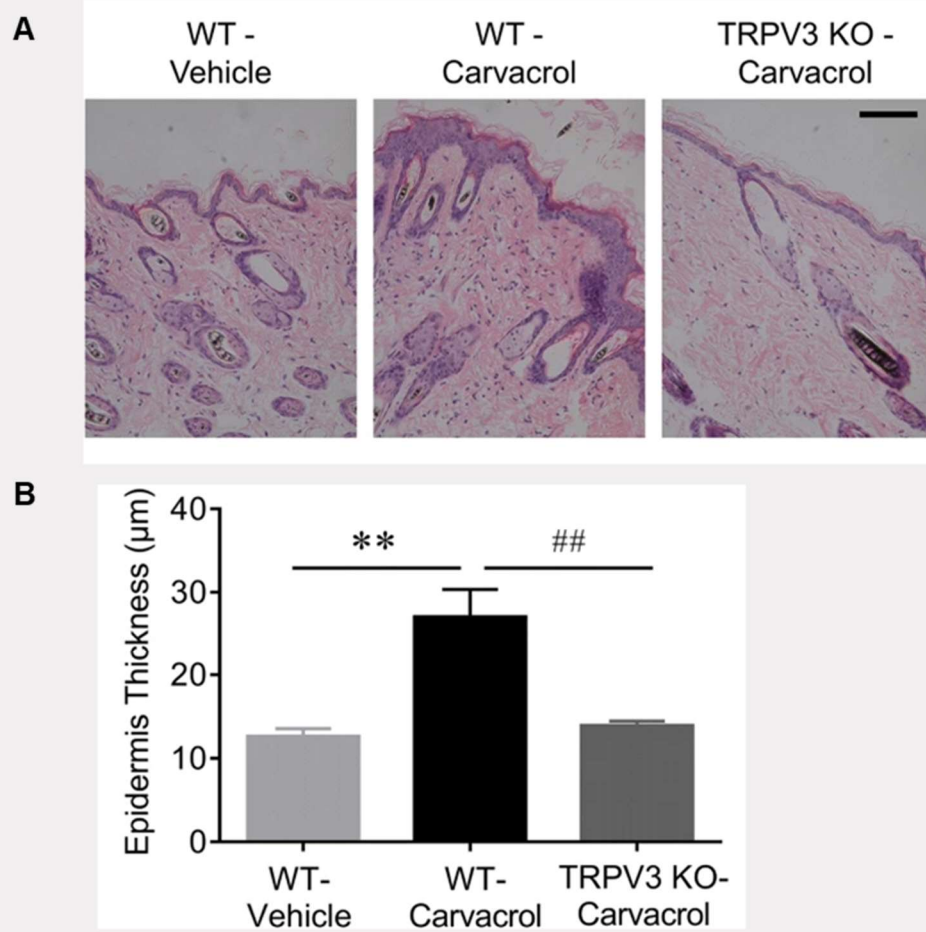 A
WT -
Vehicle
WT -
Carvacrol
TRPV3 KO -
Carvacrol
B
Epidermis Thickness (μm)
40
30
20
10
0
**
##
WT-
Vehicle
WT-
Carvacrol
TRPV3 KO-
Carvacrol